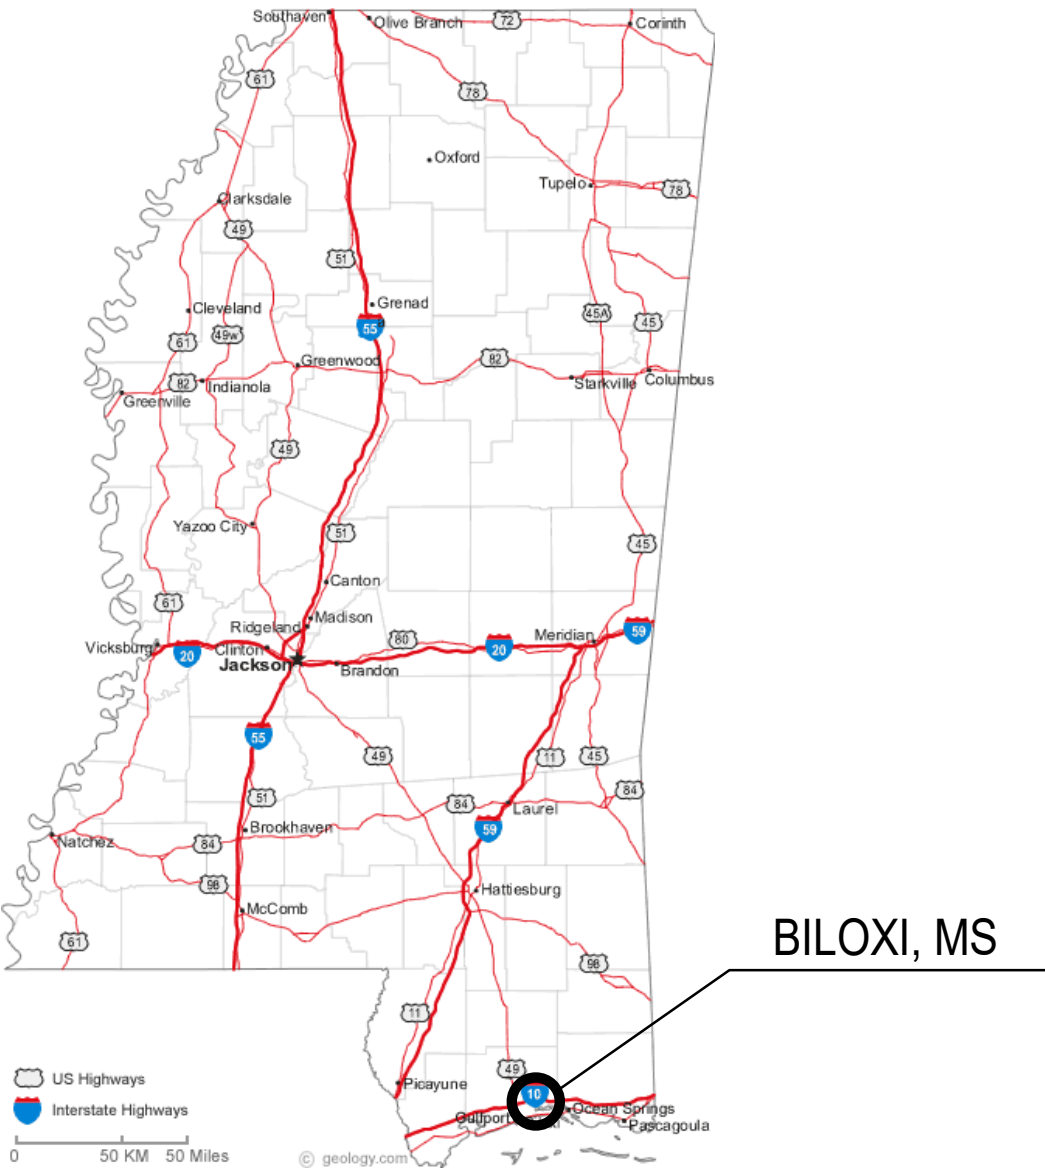 Southaven
Olive Branch
72
Corinth
61
78
Oxford
Tupelo
78
Clarksdale
49
51
Cleveland
Grenad
a
55
45A
45
61
49w
Greenwood
82
82
Indianola
Starkville
Columbus
Greenville
49
Yazoo City
51
45
Canton
61
Madison
Ridgeland
59
Vicksburg
20
Clinton
80
20
Meridian
Jackson
Brandon
55
49
11
45
51
84
84
Laurel
Brookhaven
59
Natchez
84
98
Hattiesburg
McComb
61
BILOXI, MS
98
11
49
US Highways
Picayune
10
Interstate Highways
Gulfport
Ocean Springs
Pascagoula
0 50 KM 50 Miles
© geology.com